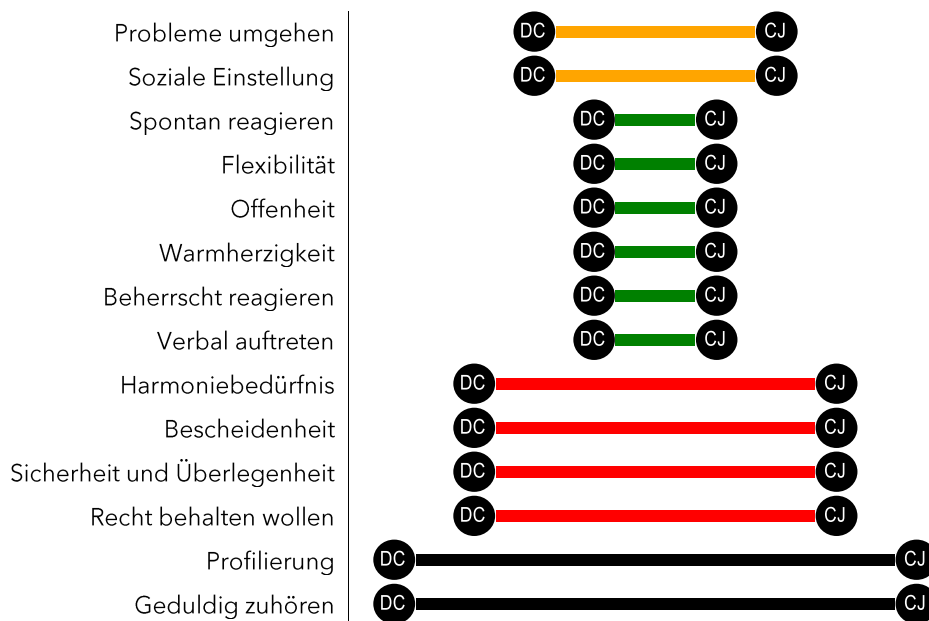 Probleme umgehen DC CJ
Soziale Einstellung DC CJ
Spontan reagieren DC CJ
Flexibilität DC CJ
Offenheit DC CJ
Warmherzigkeit DC CJ
Beherrscht reagieren DC CJ
Verbal auftreten DC CJ
Harmoniebedürfnis DC CJ
Bescheidenheit DC CJ
Sicherheit und Überlegenheit DC CJ
Recht behalten wollen DC CJ
Profilierung DC CJ
Geduldig zuhören DC CJ